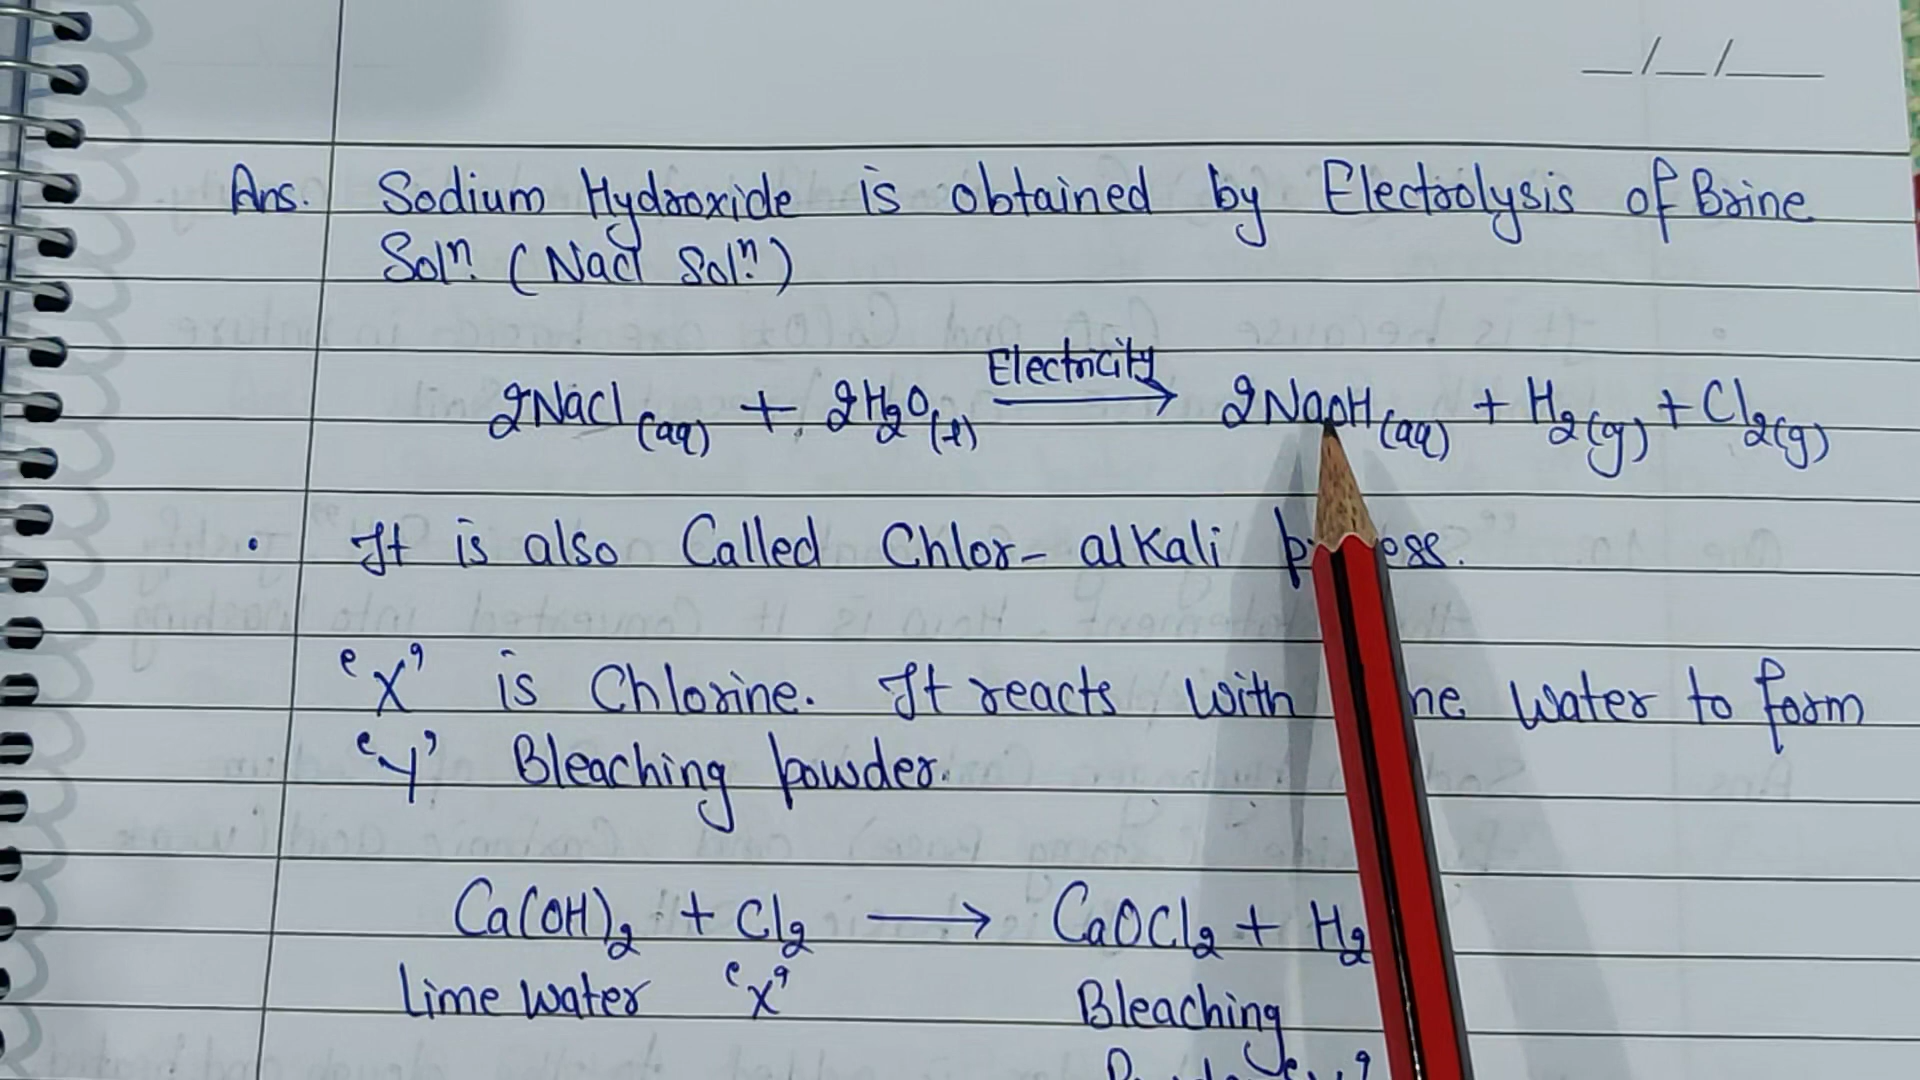 __/__/____
Ans. Sodium Hydroxide is obtained by Electrolysis of Brine
Solⁿ. (Nacl Solⁿ.)
Electricity
2Nacl(aq) + 2H₂O(l) → 2NaOH(aq) + H₂(g) + Cl₂(g)
• It is also Called Chlor-alkali
'X' is Chlorine. It reacts with water to form
'Y' Bleaching powder.
Ca(OH)₂ + Cl₂ → CaOCl₂ + H₂
Lime water 'X' Bleaching